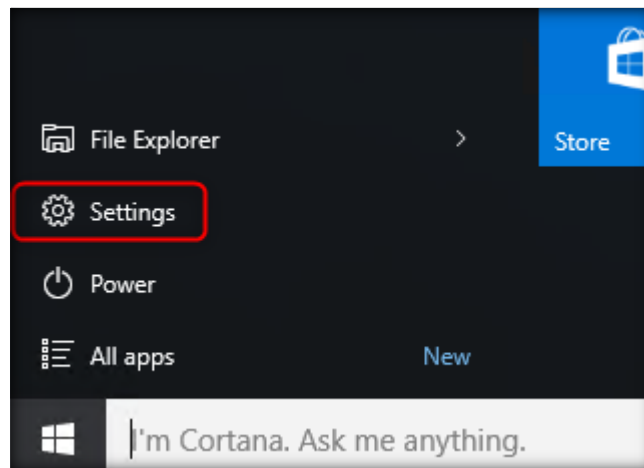 File Explorer
Store
Settings
Power
All apps
New
I'm Cortana. Ask me anything.